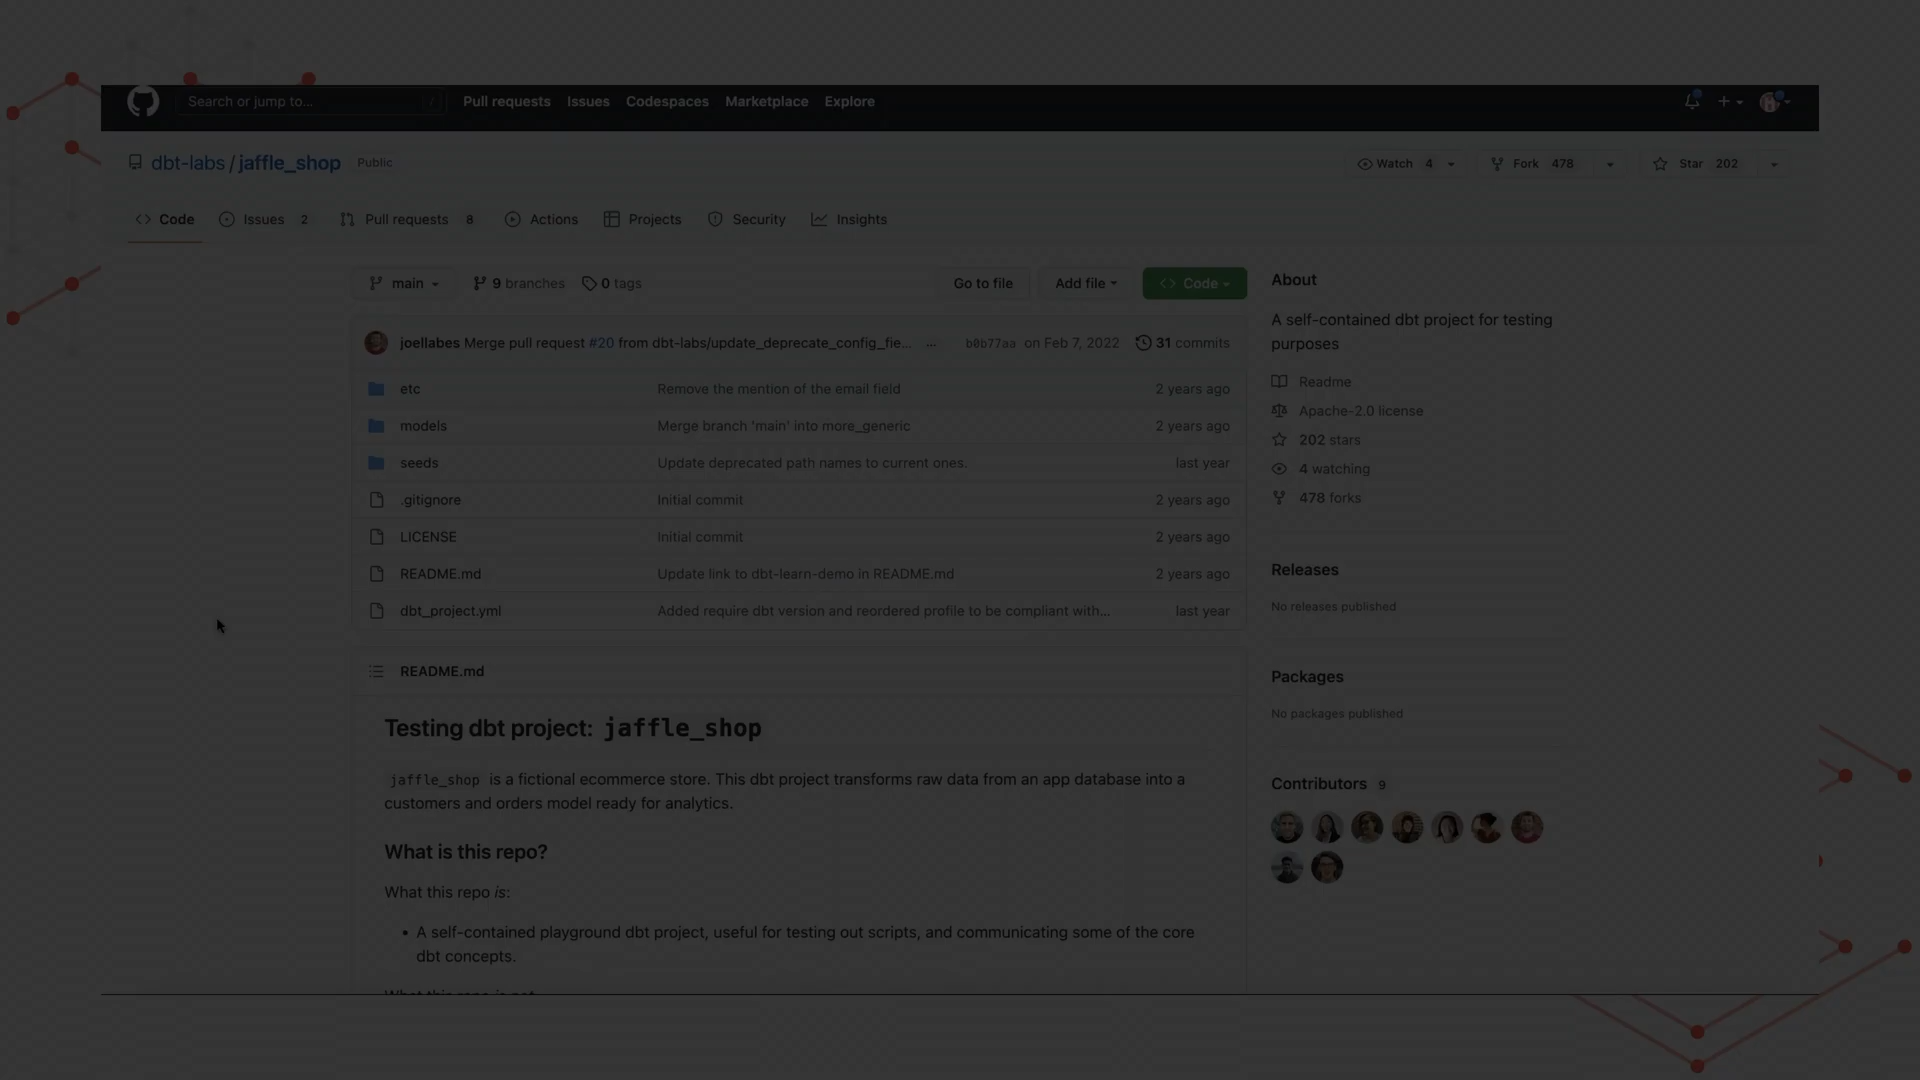 Search or jump to... /
Pull requests Issues Codespaces Marketplace Explore
dbt-labs / jaffle_shop Public
Watch 4 Fork 478 Star 202
Code Issues 2 Pull requests 8 Actions Projects Security Insights
main 9 branches 0 tags Go to file Add file Code
joellabes Merge pull request #20 from dbt-labs/update_deprecate_config_fie... ... b0b77aa on Feb 7, 2022 31 commits
etc Remove the mention of the email field 2 years ago
models Merge branch 'main' into more_generic 2 years ago
seeds Update deprecated path names to current ones. last year
.gitignore Initial commit 2 years ago
LICENSE Initial commit 2 years ago
README.md Update link to dbt-learn-demo in README.md 2 years ago
dbt_project.yml Added require dbt version and reordered profile to be compliant with... last year
README.md
Testing dbt project: jaffle_shop
jaffle_shop is a fictional ecommerce store. This dbt project transforms raw data from an app database into a
customers and orders model ready for analytics.
What is this repo?
What this repo is:
• A self-contained playground dbt project, useful for testing out scripts, and communicating some of the core
dbt concepts.
What this repo is not
About
A self-contained dbt project for testing
purposes
Readme
Apache-2.0 license
202 stars
4 watching
478 forks
Releases
No releases published
Packages
No packages published
Contributors 9